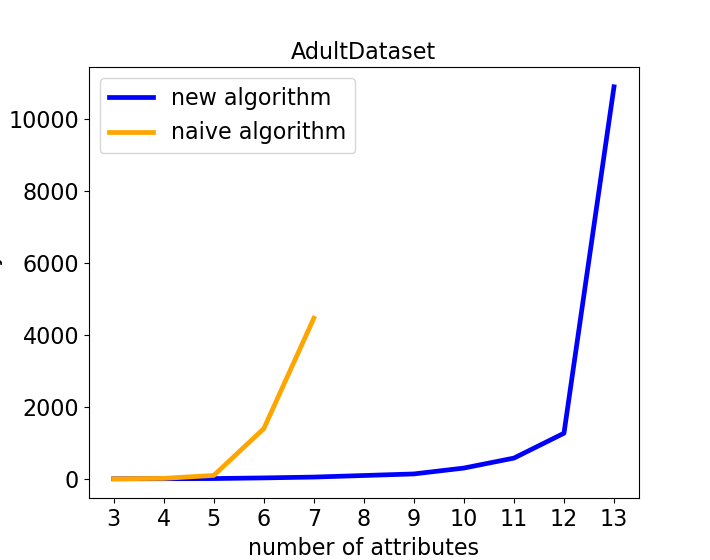 AdultDataset
new algorithm
naive algorithm
10000
8000
6000
4000
2000
0
3 4 5 6 7 8 9 10 11 12 13
number of attributes